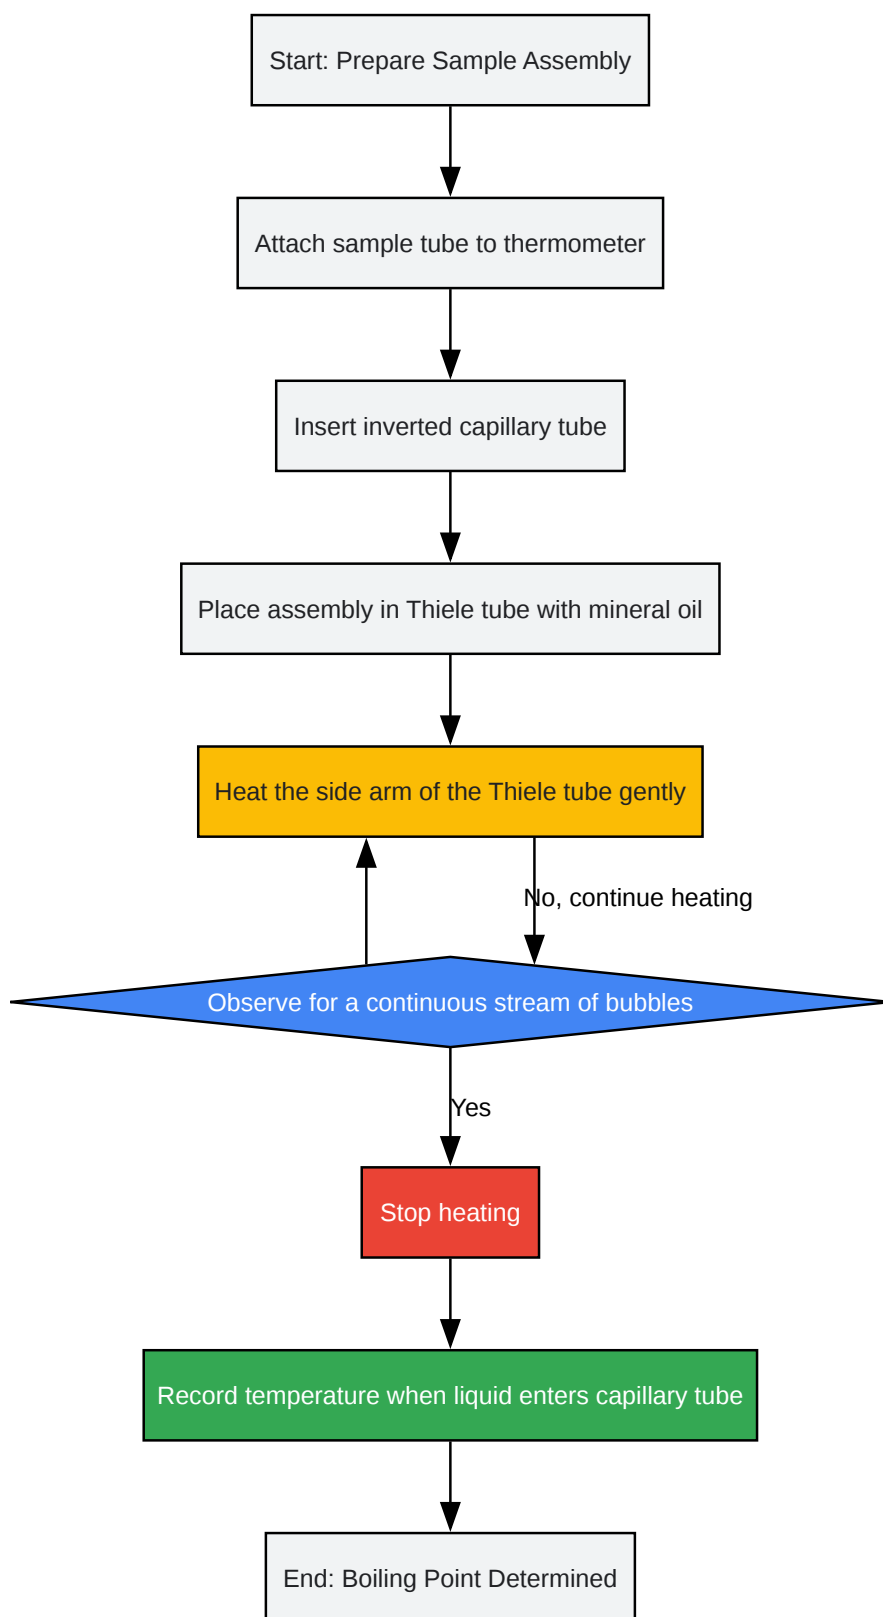 Start: Prepare Sample Assembly
Attach sample tube to thermometer
Insert inverted capillary tube
Place assembly in Thiele tube with mineral oil
Heat the side arm of the Thiele tube gently
No, continue heating
Observe for a continuous stream of bubbles
Yes
Stop heating
Record temperature when liquid enters capillary tube
End: Boiling Point Determined